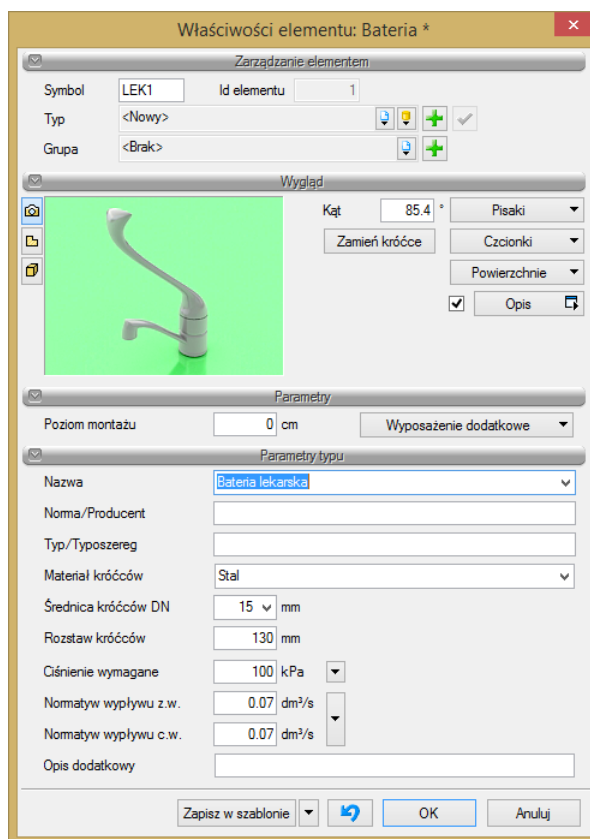 Właściwości elementu: Bateria *
Zarządzanie elementem
Symbol LEK1 Id elementu 1
Typ <Nowy>
Grupa <Brak>
Wygląd
Kąt 85.4 ° Pisaki
Zamień króćce Czcionki
Powierzchnie
Opis
Parametry
Poziom montażu 0 cm Wyposażenie dodatkowe
Parametry typu
Nazwa Bateria lekarska
Norma/Producent
Typ/Typoszereg
Materiał króćców Stal
Średnica króćców DN 15 mm
Rozstaw króćców 130 mm
Ciśnienie wymagane 100 kPa
Normatyw wypływu z.w. 0.07 dm³/s
Normatyw wypływu c.w. 0.07 dm³/s
Opis dodatkowy
Zapisz w szablonie OK Anuluj